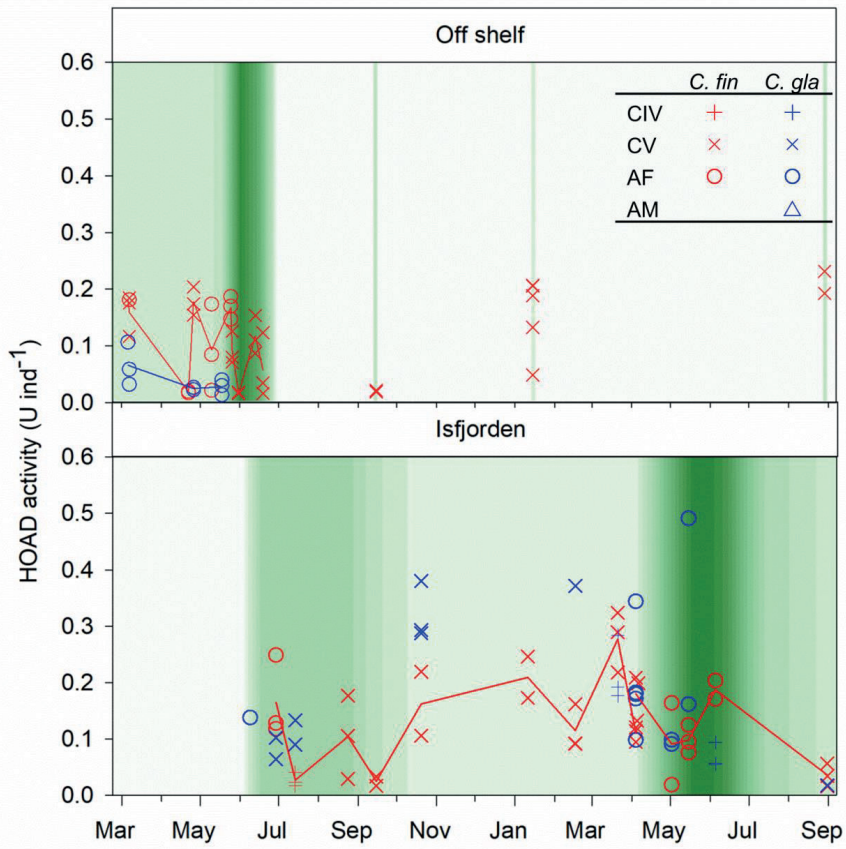 Off shelf
0.6
0.5
0.4
0.3
0.2
0.1
0.0
C. fin C. gla
CIV
CV
AF
AM
HOAD activity (U ind⁻¹)
Isfjorden
0.6
0.5
0.4
0.3
0.2
0.1
0.0
Mar May Jul Sep Nov Jan Mar May Jul Sep